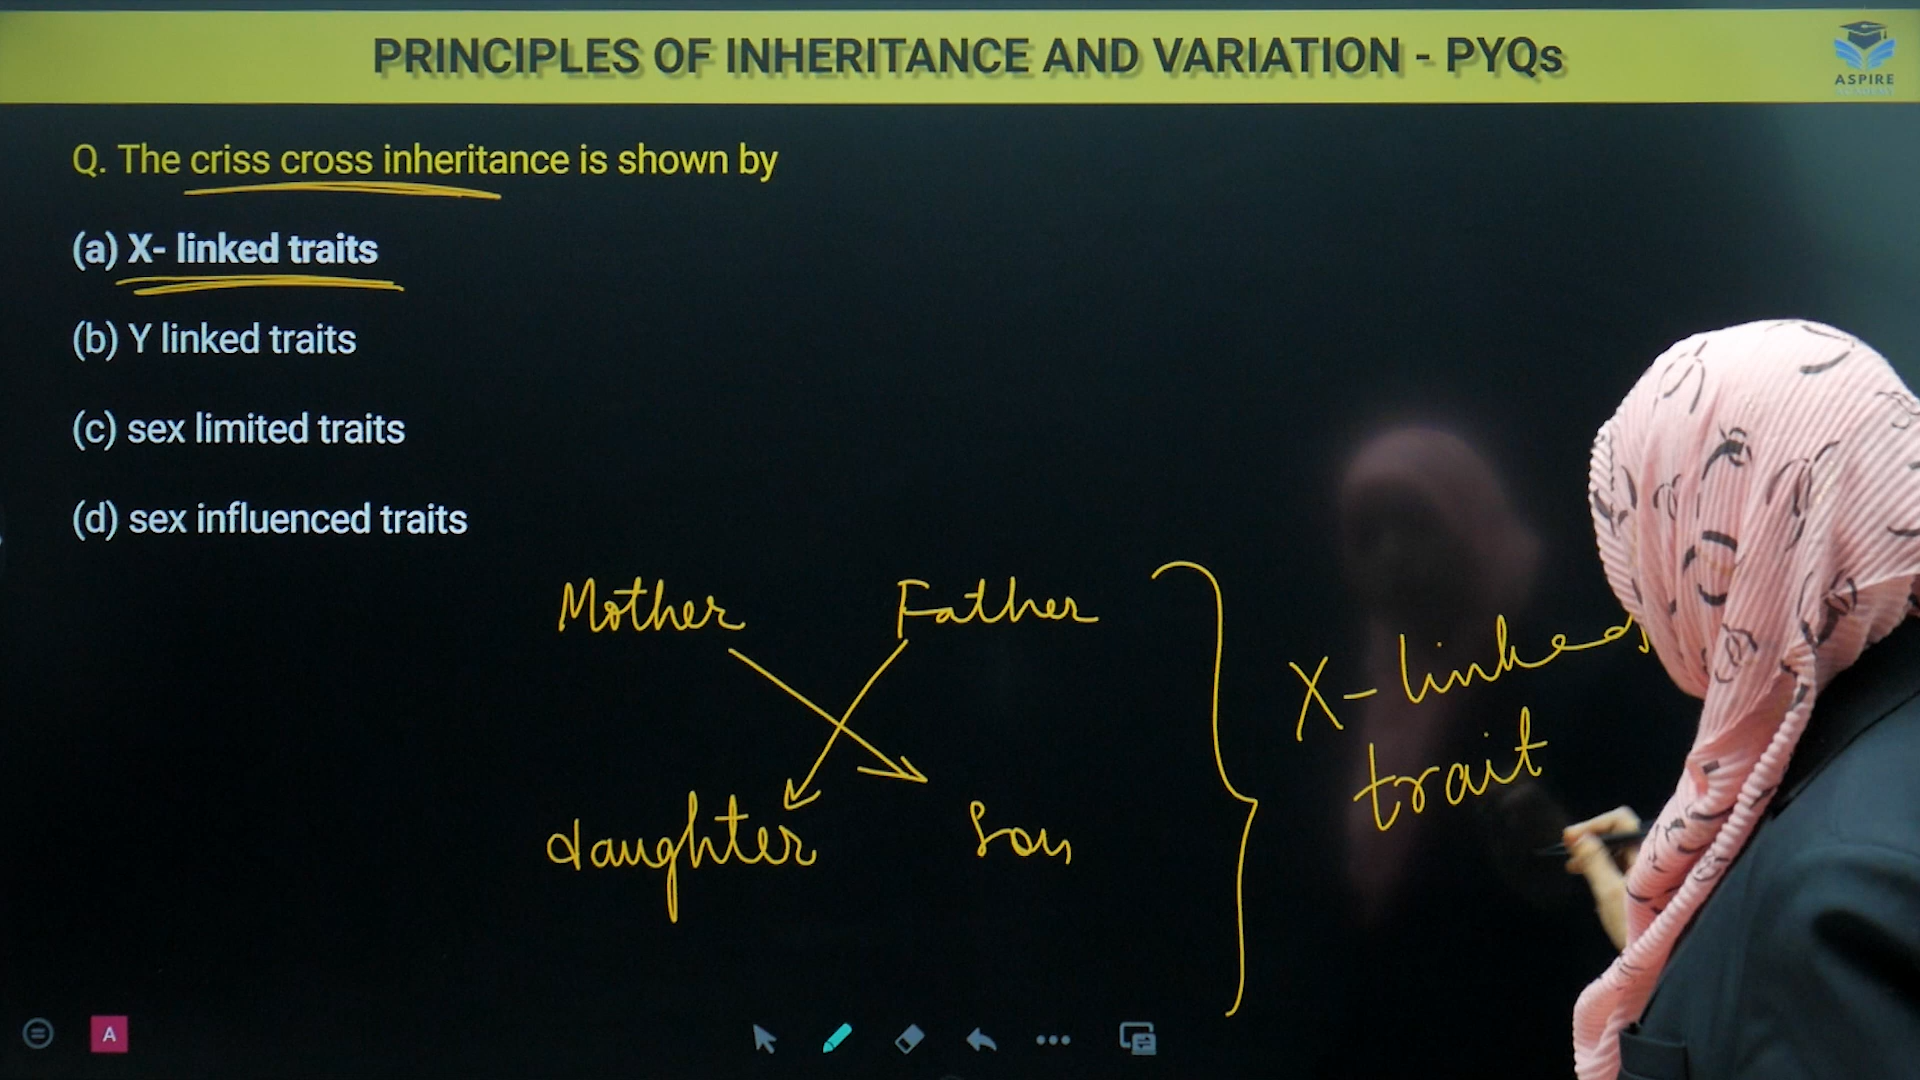 PRINCIPLES OF INHERITANCE AND VARIATION - PYQs
ASPIRE
Q. The criss cross inheritance is shown by
(a) X- linked traits
(b) Y linked traits
(c) sex limited traits
(d) sex influenced traits
Mother Father
daughter Son
X-linked
trait
A